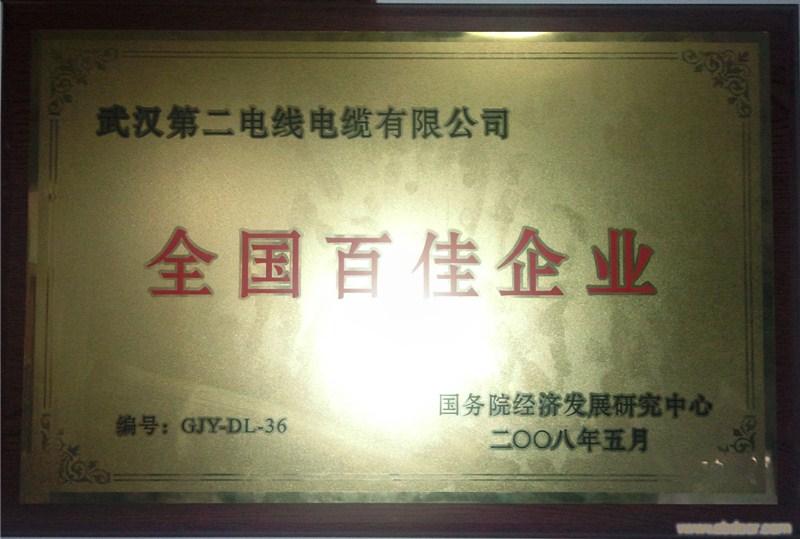 武汉第二电线电缆有限公司
全国百佳企业
国务院经济发展研究中心
编号：GJY-DL-36
二〇〇八年五月